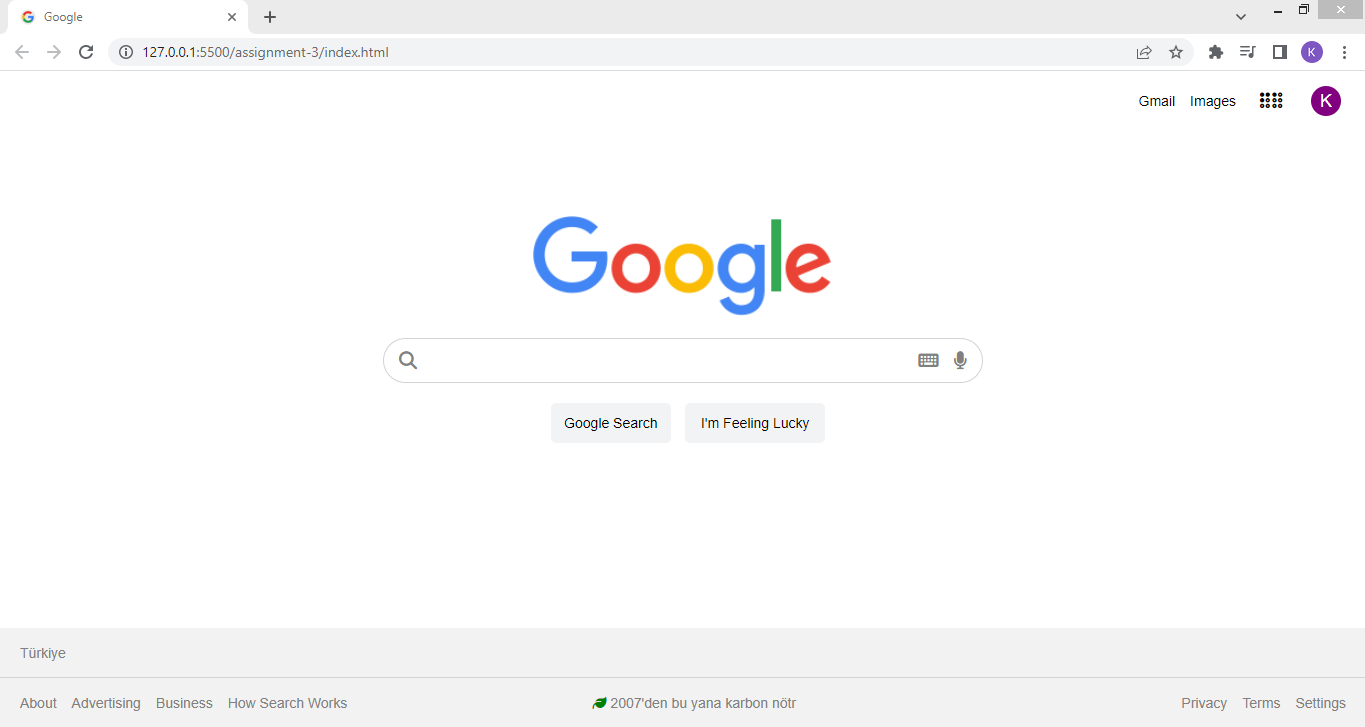 Google
127.0.0.1:5500/assignment-3/index.html
K
Gmail Images K
Google
Google Search I'm Feeling Lucky
Türkiye
About Advertising Business How Search Works 2007'den bu yana karbon nötr Privacy Terms Settings